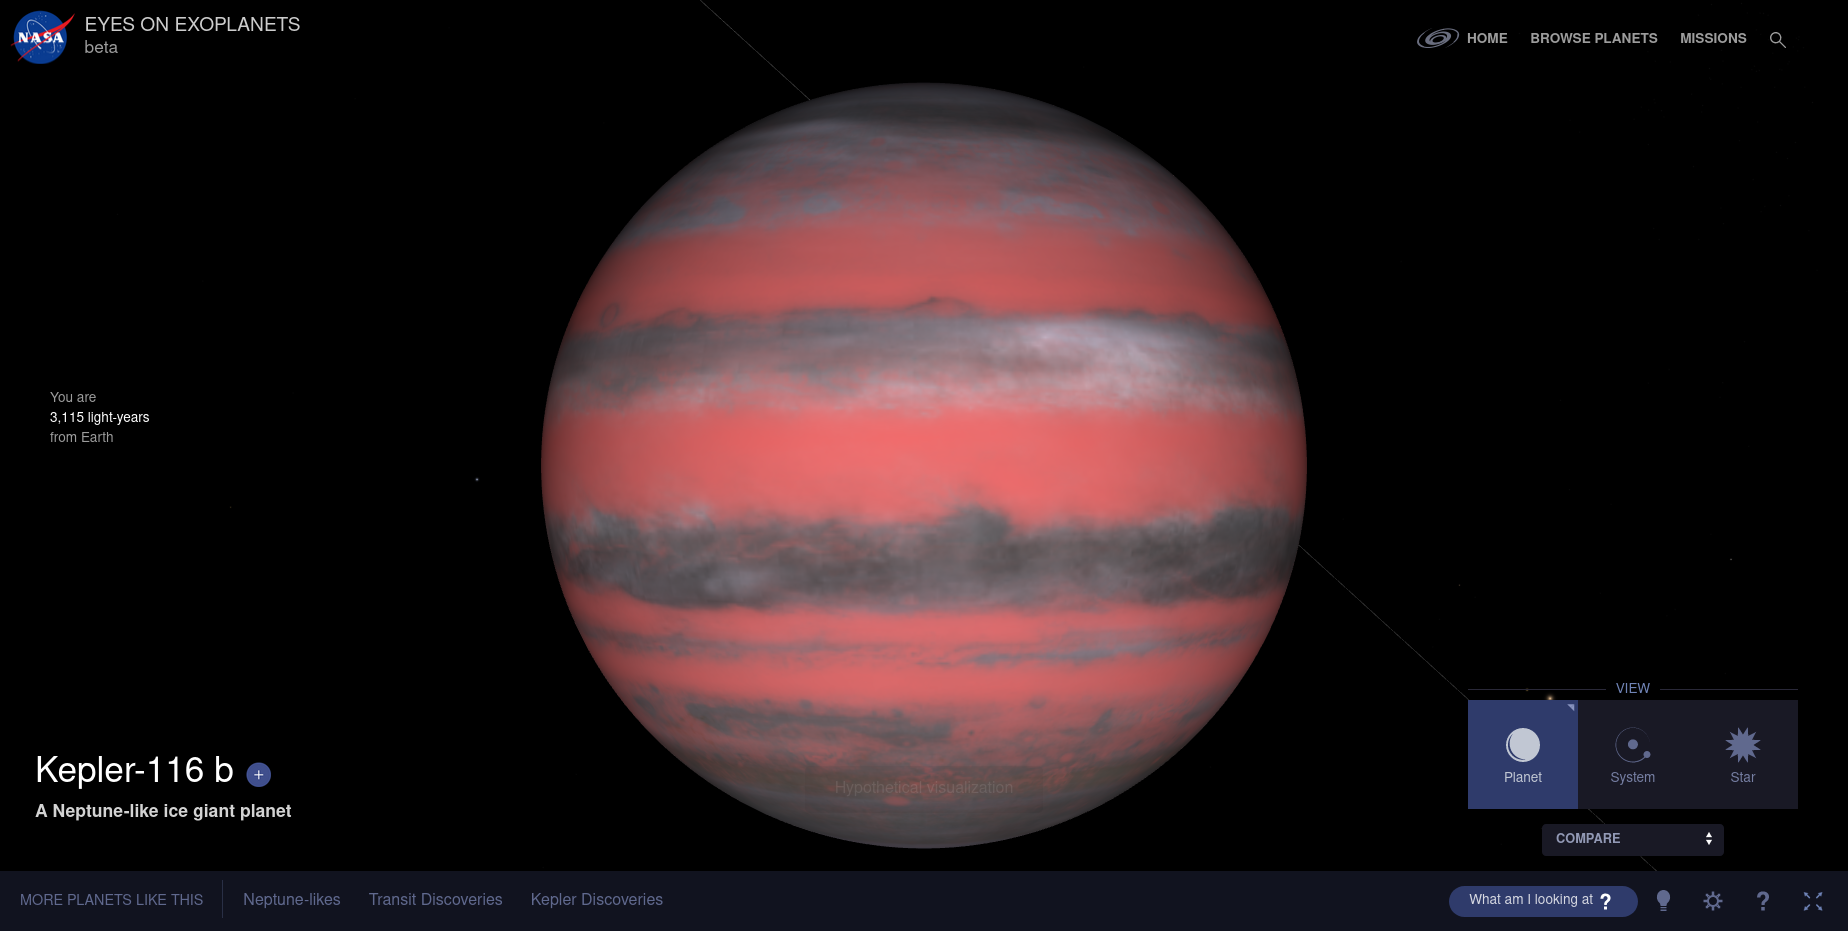 NASA
EYES ON EXOPLANETS
beta
HOME
BROWSE PLANETS
MISSIONS
You are
3,115 light-years
from Earth
Kepler-116 b +
A Neptune-like ice giant planet
Hypothetical visualization
VIEW
Planet
System
Star
COMPARE
MORE PLANETS LIKE THIS
Neptune-likes
Transit Discoveries
Kepler Discoveries
What am I looking at ?
?